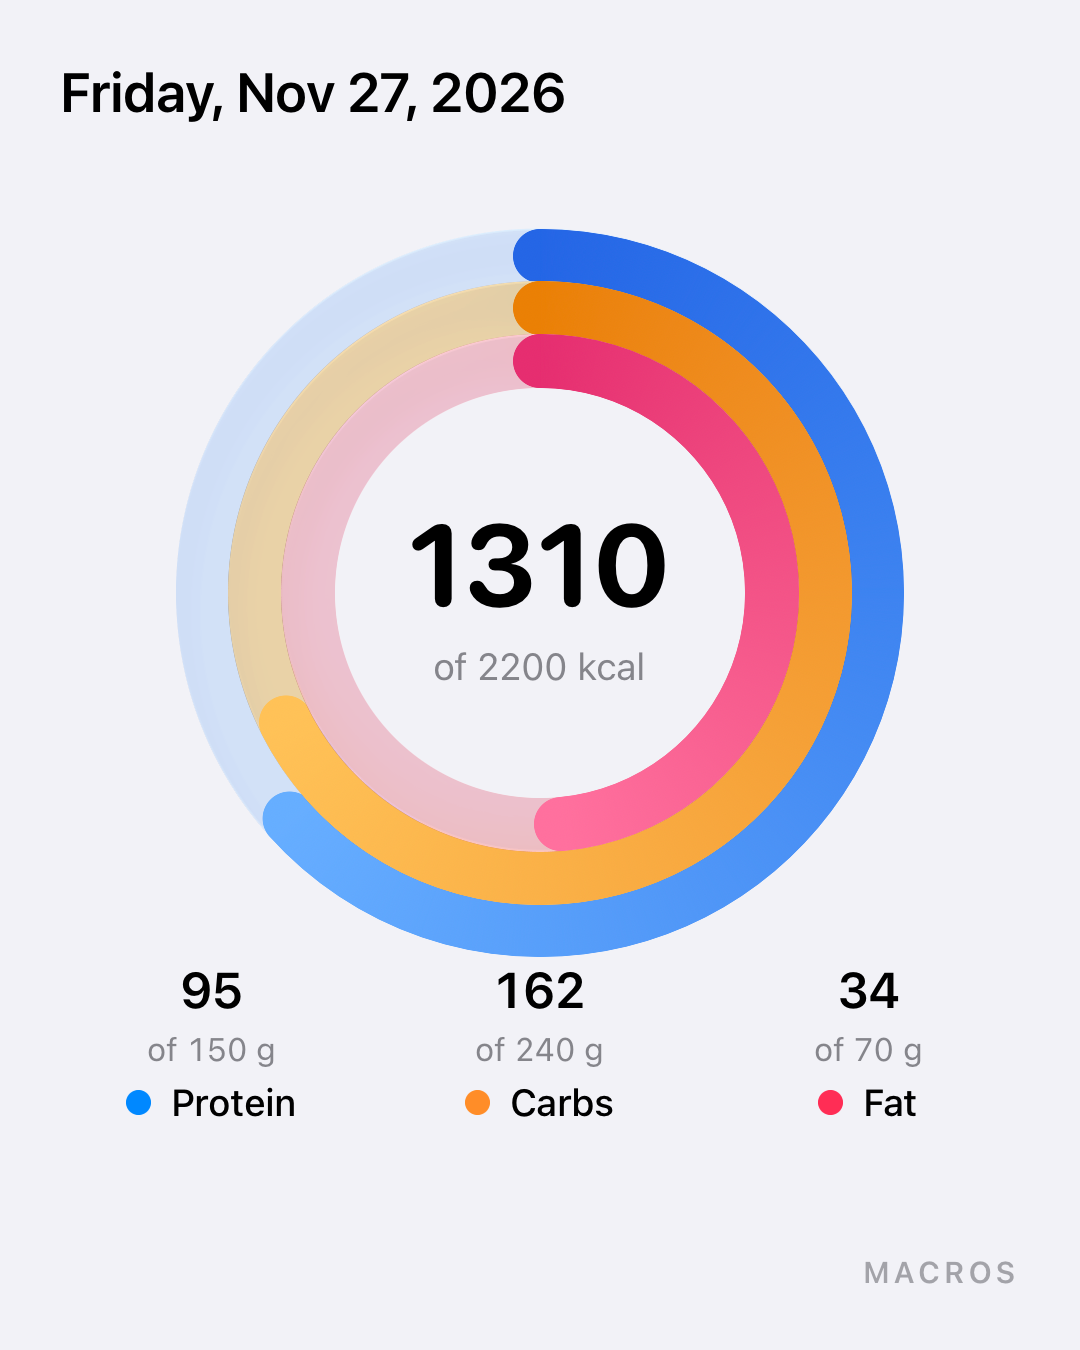 Friday, Nov 27, 2026
1310
of 2200 kcal
95
of 150 g
Protein
162
of 240 g
Carbs
34
of 70 g
Fat
MACROS